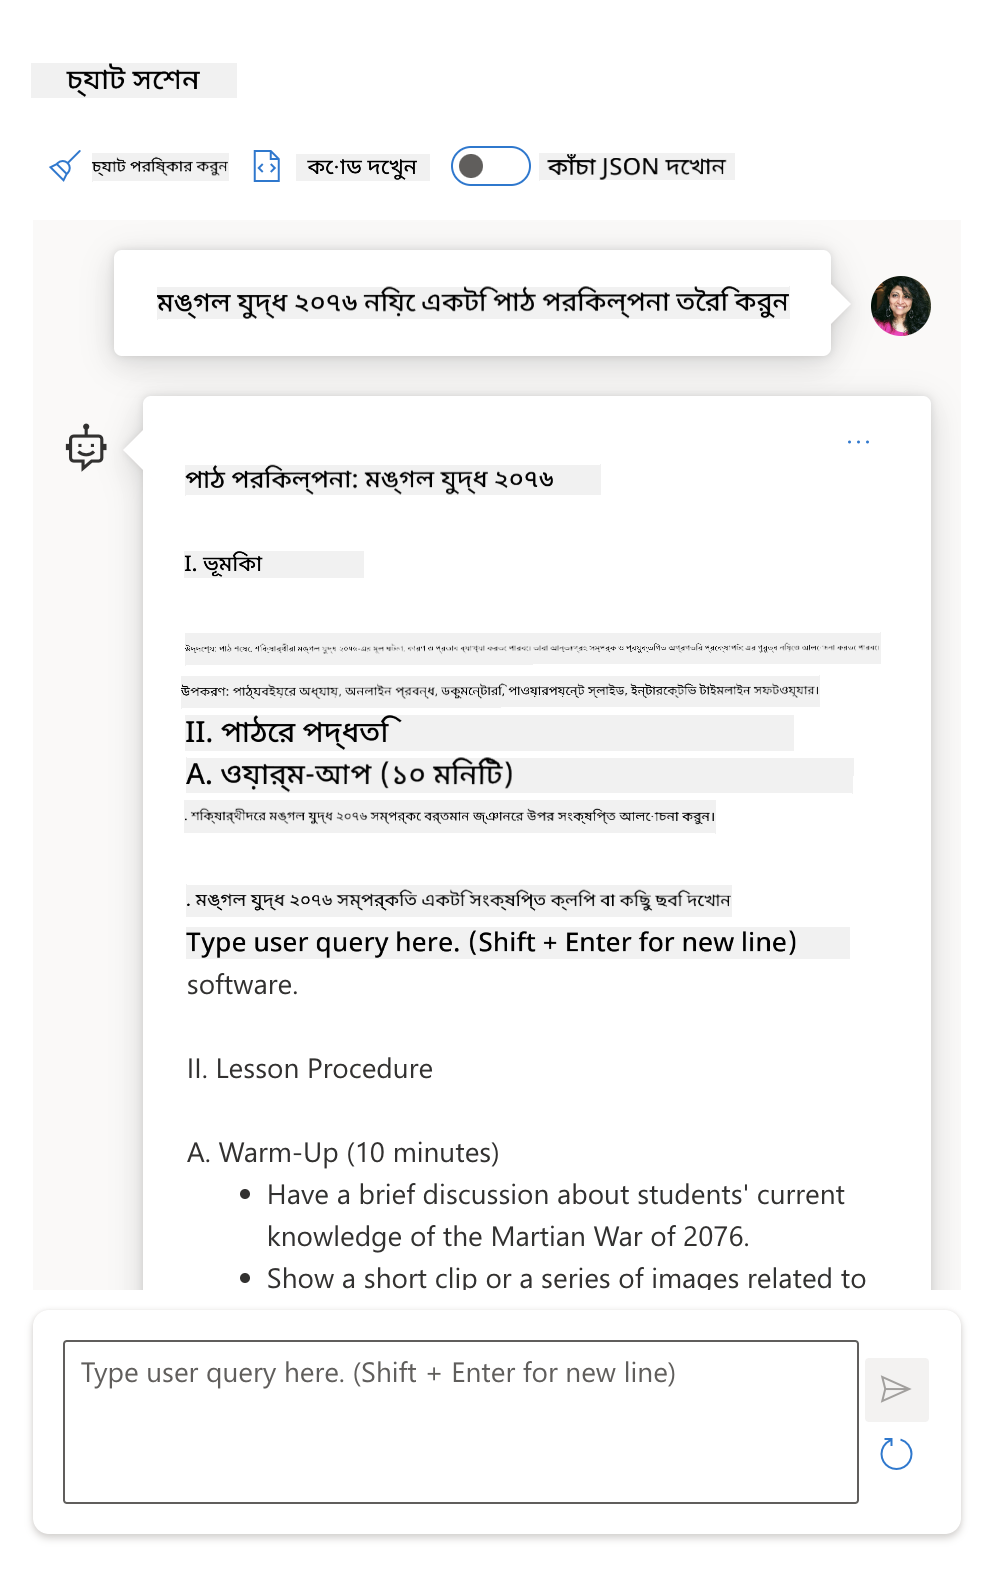 চ্যাট সেশন
চ্যাট পরিষ্কার করুন
কোড দেখুন
কাঁচা JSON দেখান
মঙ্গল যুদ্ধ ২০৭৬ নিয়ে একটি পাঠ পরিকল্পনা তৈরি করুন
পাঠ পরিকল্পনা: মঙ্গল যুদ্ধ ২০৭৬
I. ভূমিকা
উপকরণ: পাঠ্যবইয়ের অধ্যায়, অনলাইন প্রবন্ধ, ডকুমেন্টারি, পাওয়ারপয়েন্ট স্লাইড, ইন্টারেক্টিভ টাইমলাইন সফটওয়্যার।
II. পাঠের পদ্ধতি
A. ওয়ার্ম-আপ (১০ মিনিট)
. শিক্ষার্থীদের মঙ্গল যুদ্ধ ২০৭৬ সম্পর্কে বর্তমান জ্ঞানের উপর সংক্ষিপ্ত আলোচনা করুন।
. মঙ্গল যুদ্ধ ২০৭৬ সম্পর্কিত একটি সংক্ষিপ্ত ক্লিপ বা কিছু ছবি দেখান
Type user query here. (Shift + Enter for new line)
software.
II. Lesson Procedure
A. Warm-Up (10 minutes)
• Have a brief discussion about students' current
knowledge of the Martian War of 2076.
• Show a short clip or a series of images related to
Type user query here. (Shift + Enter for new line)